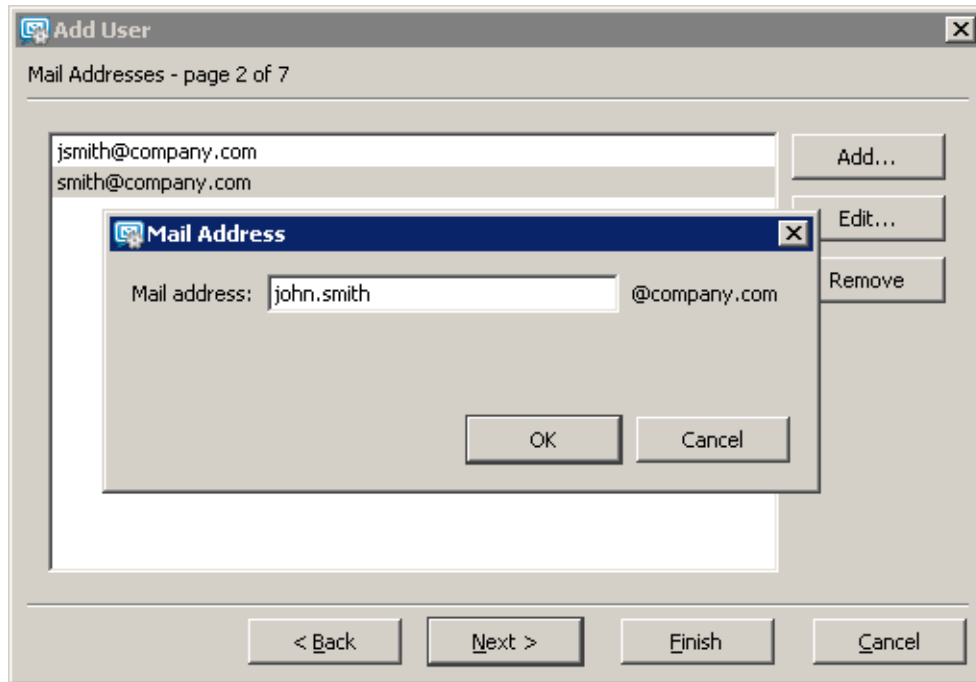 Add User
Mail Addresses - page 2 of 7
jsmith@company.com
smith@company.com
Add...
Edit...
Remove
Mail Address
Mail address: john.smith @company.com
OK Cancel
< Back Next > Finish Cancel